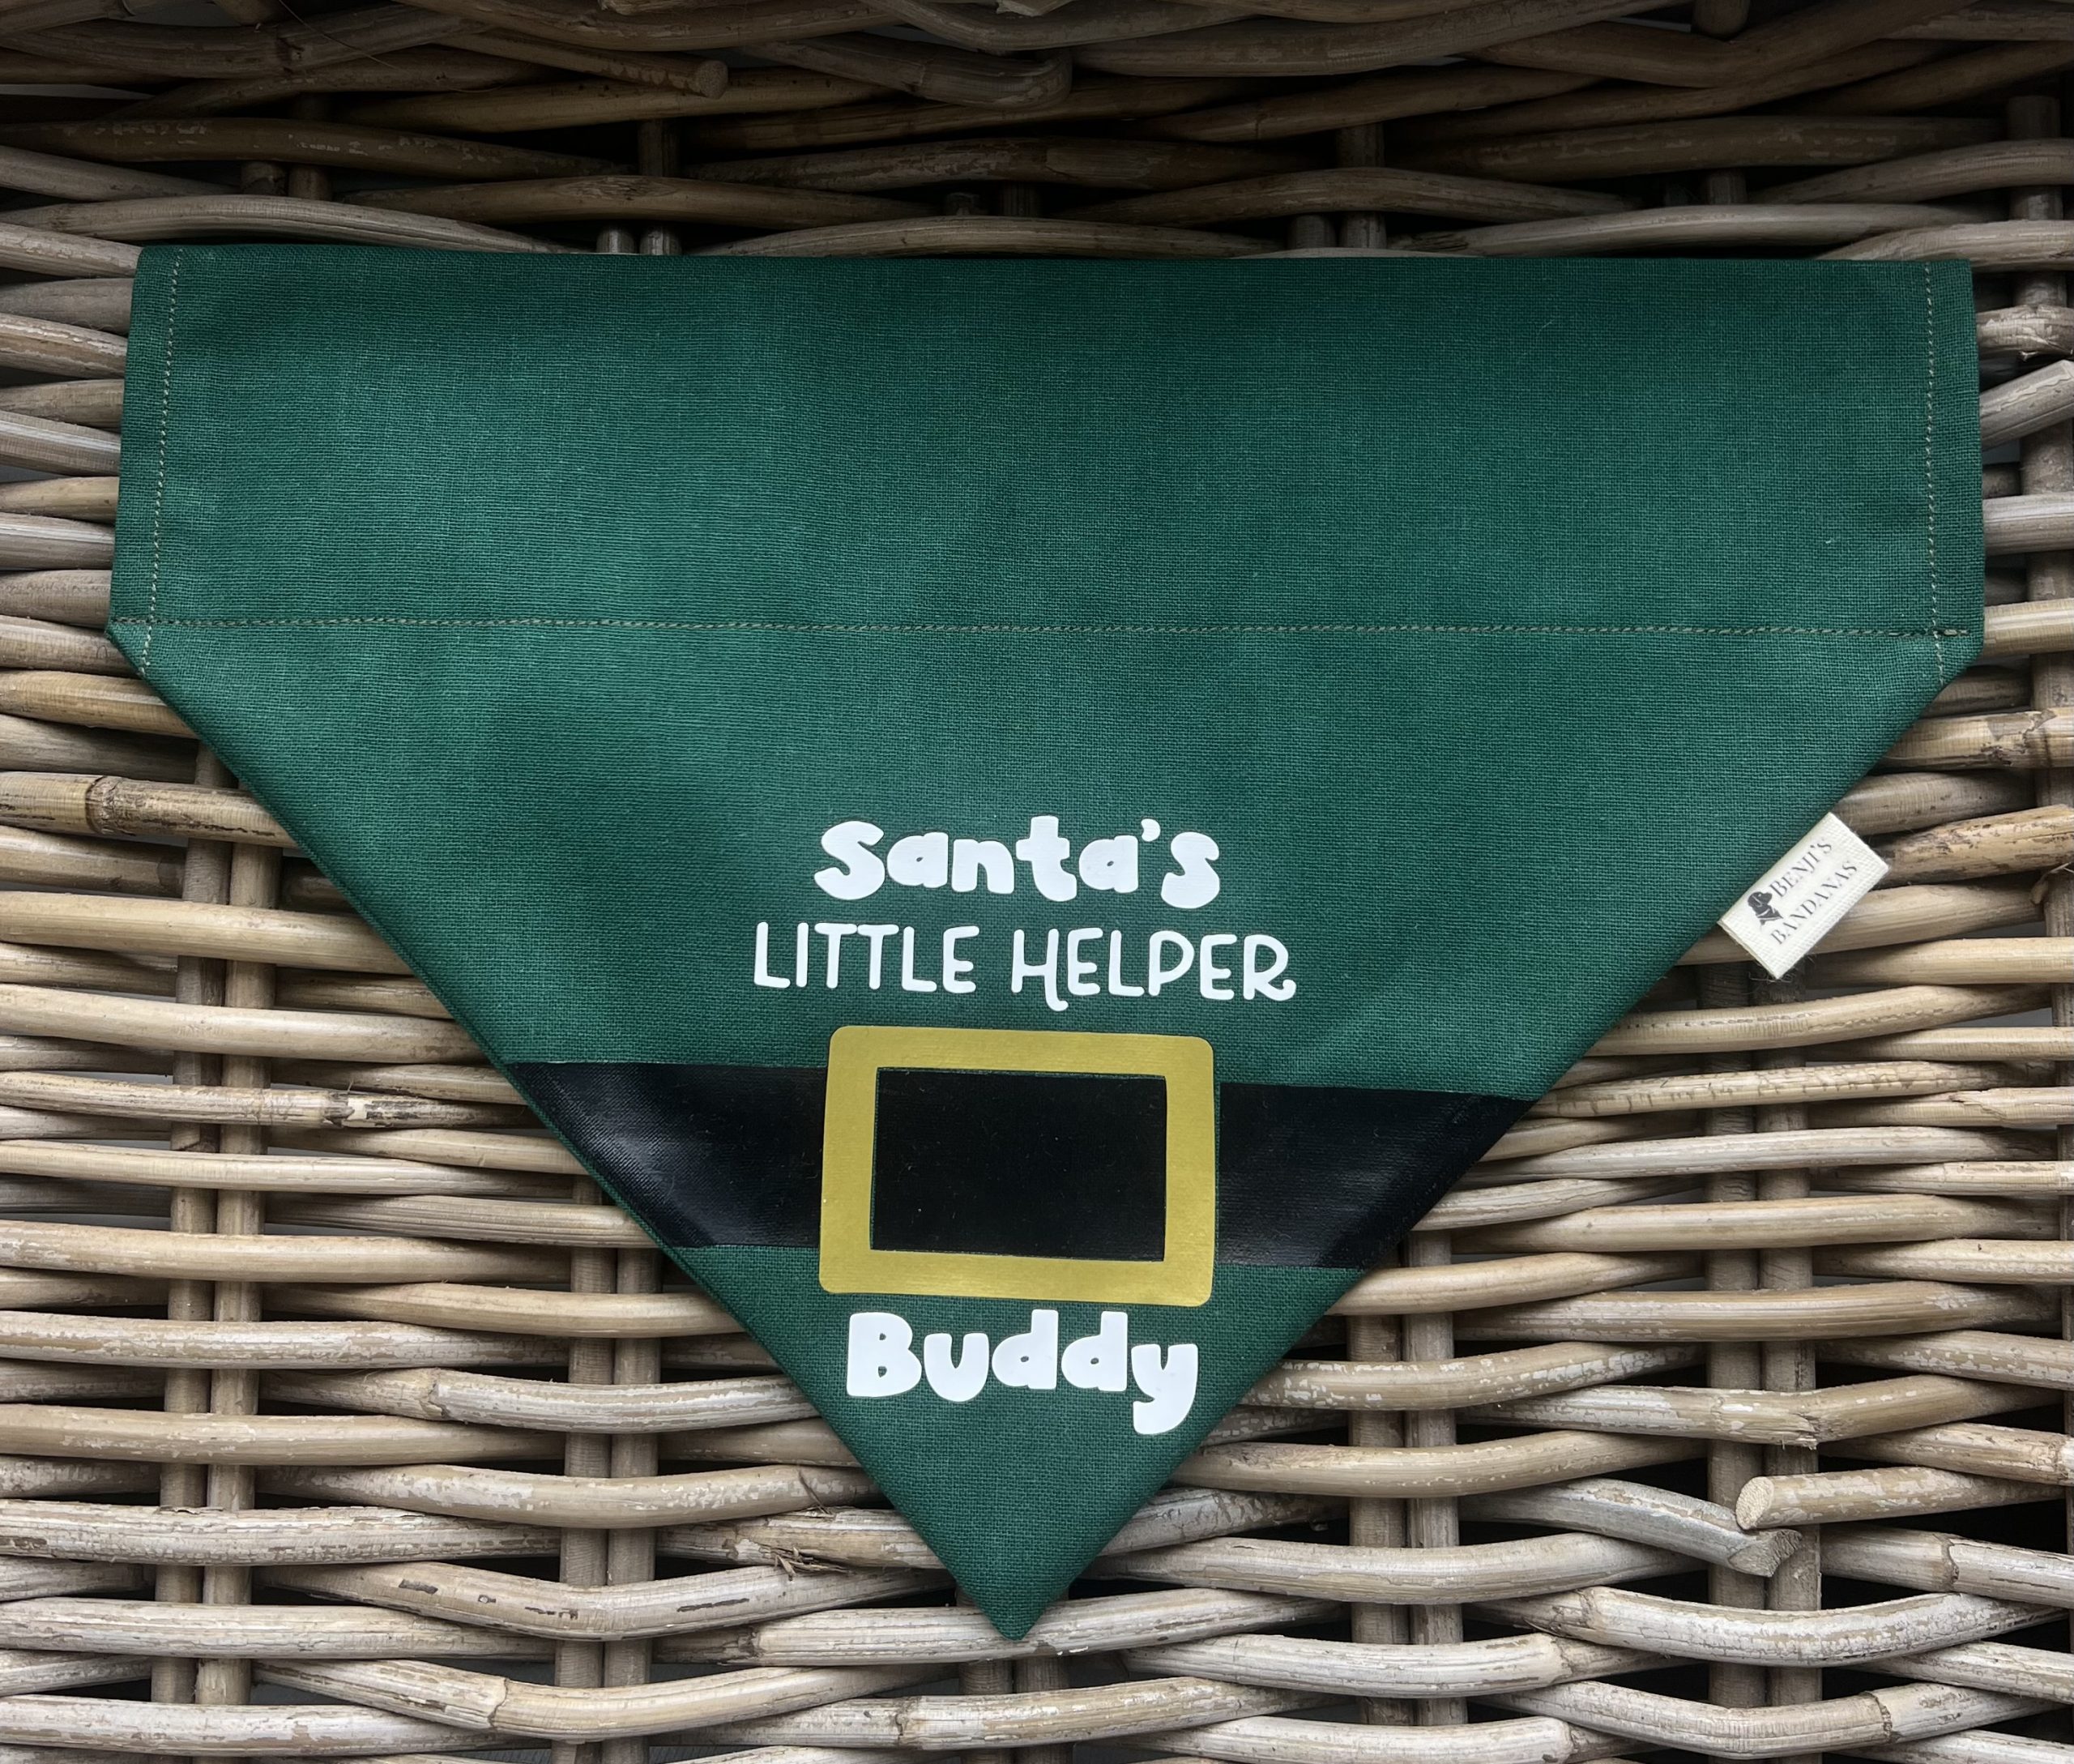 Santa's
LITTLE HELPER
Buddy
BENJI'S
BANDANAS